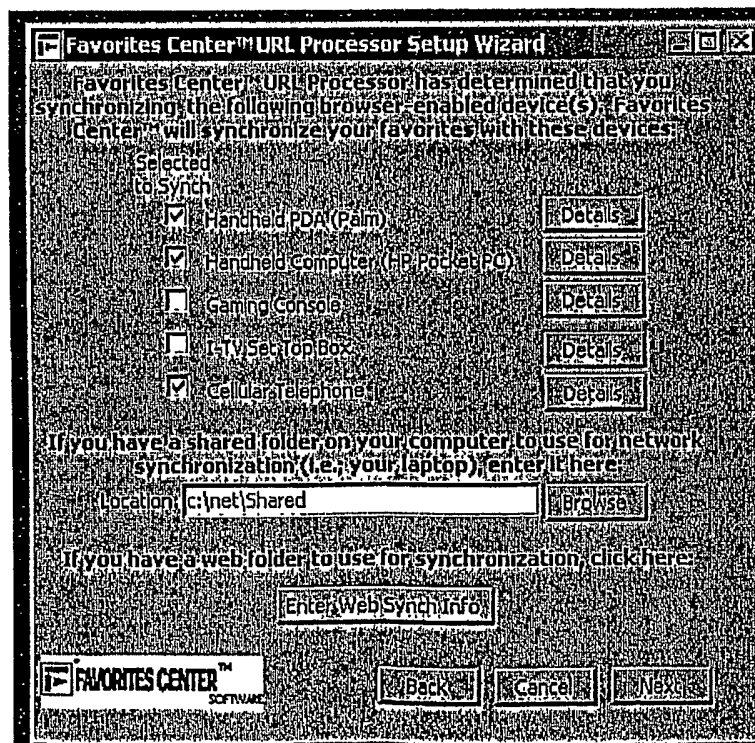 Favorites Center™ URL Processor Setup Wizard
Favorites Center™ URL Processor has determined that you
synchronizing the following browser-enabled device(s). Favorites
Center™ will synchronize your favorites with these devices:
Selected
to Synch
Handheld PDA (Palm) Details
Handheld Computer (HP Pocket PC) Details
Gaming Console Details
I-TV Set Top Box Details
Cellular Telephone Details
If you have a shared folder on your computer to use for network
synchronization (i.e., your laptop), enter it here:
Location: c:\net\Shared Browse
If you have a web folder to use for synchronization, click here:
Enter Web Synch Info
FAVORITES CENTER™
SOFTWARE
Back Cancel Next